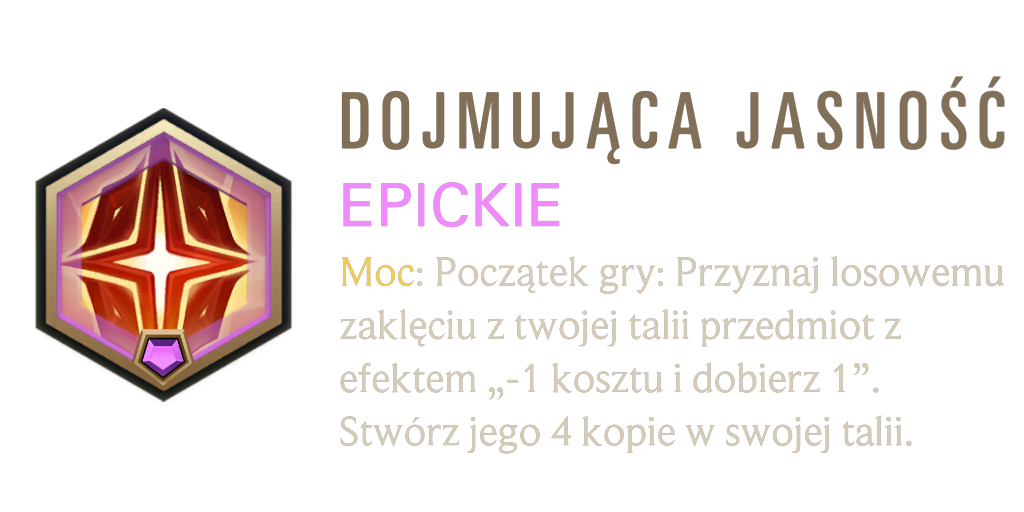 DOJMUJĄCA JASNOŚĆ
EPICKIE
Moc: Początek gry: Przyznaj losowemu
zaklęciu z twojej talii przedmiot z
efektem „-1 kosztu i dobierz 1”.
Stwórz jego 4 kopie w swojej talii.